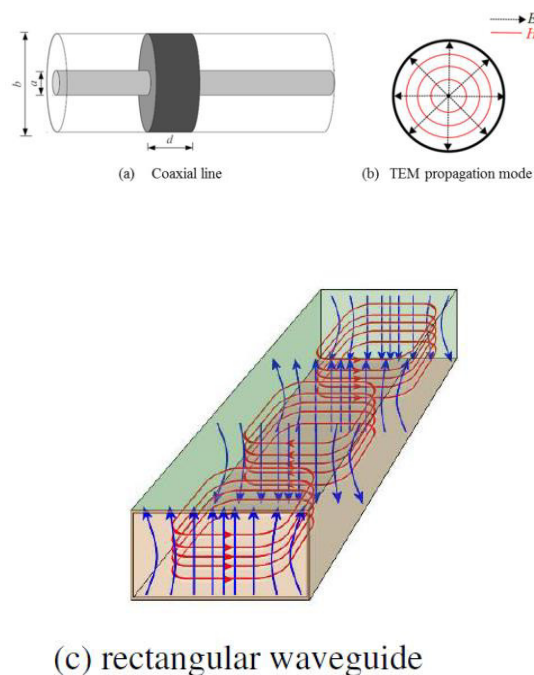 E
H
b
a
d
(a) Coaxial line
(b) TEM propagation mode
(c) rectangular waveguide